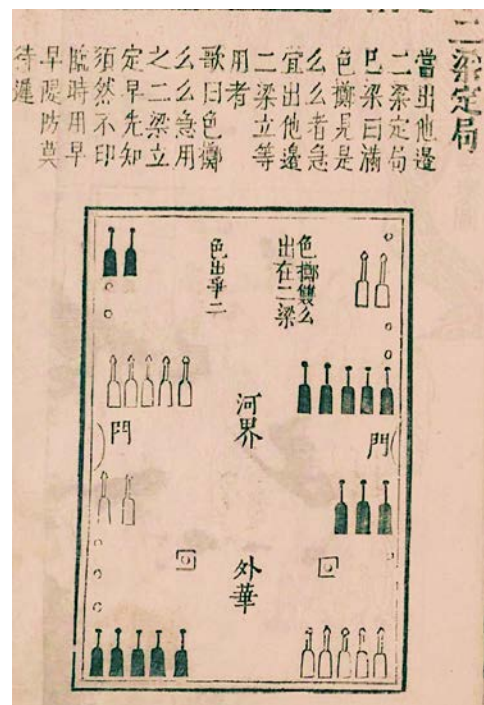 二梁定局
當出他邊
二梁定局
巳梁曰滿
色擲見是
么么者急
宜出他邊
二梁立等
用者
歌曰色擲
么么急用
之二梁立
定早先知
須然不印
臨時用早
早隄防莫
待遲
色擲雙么
出在二梁
色出爭二
河界
門
門
外華